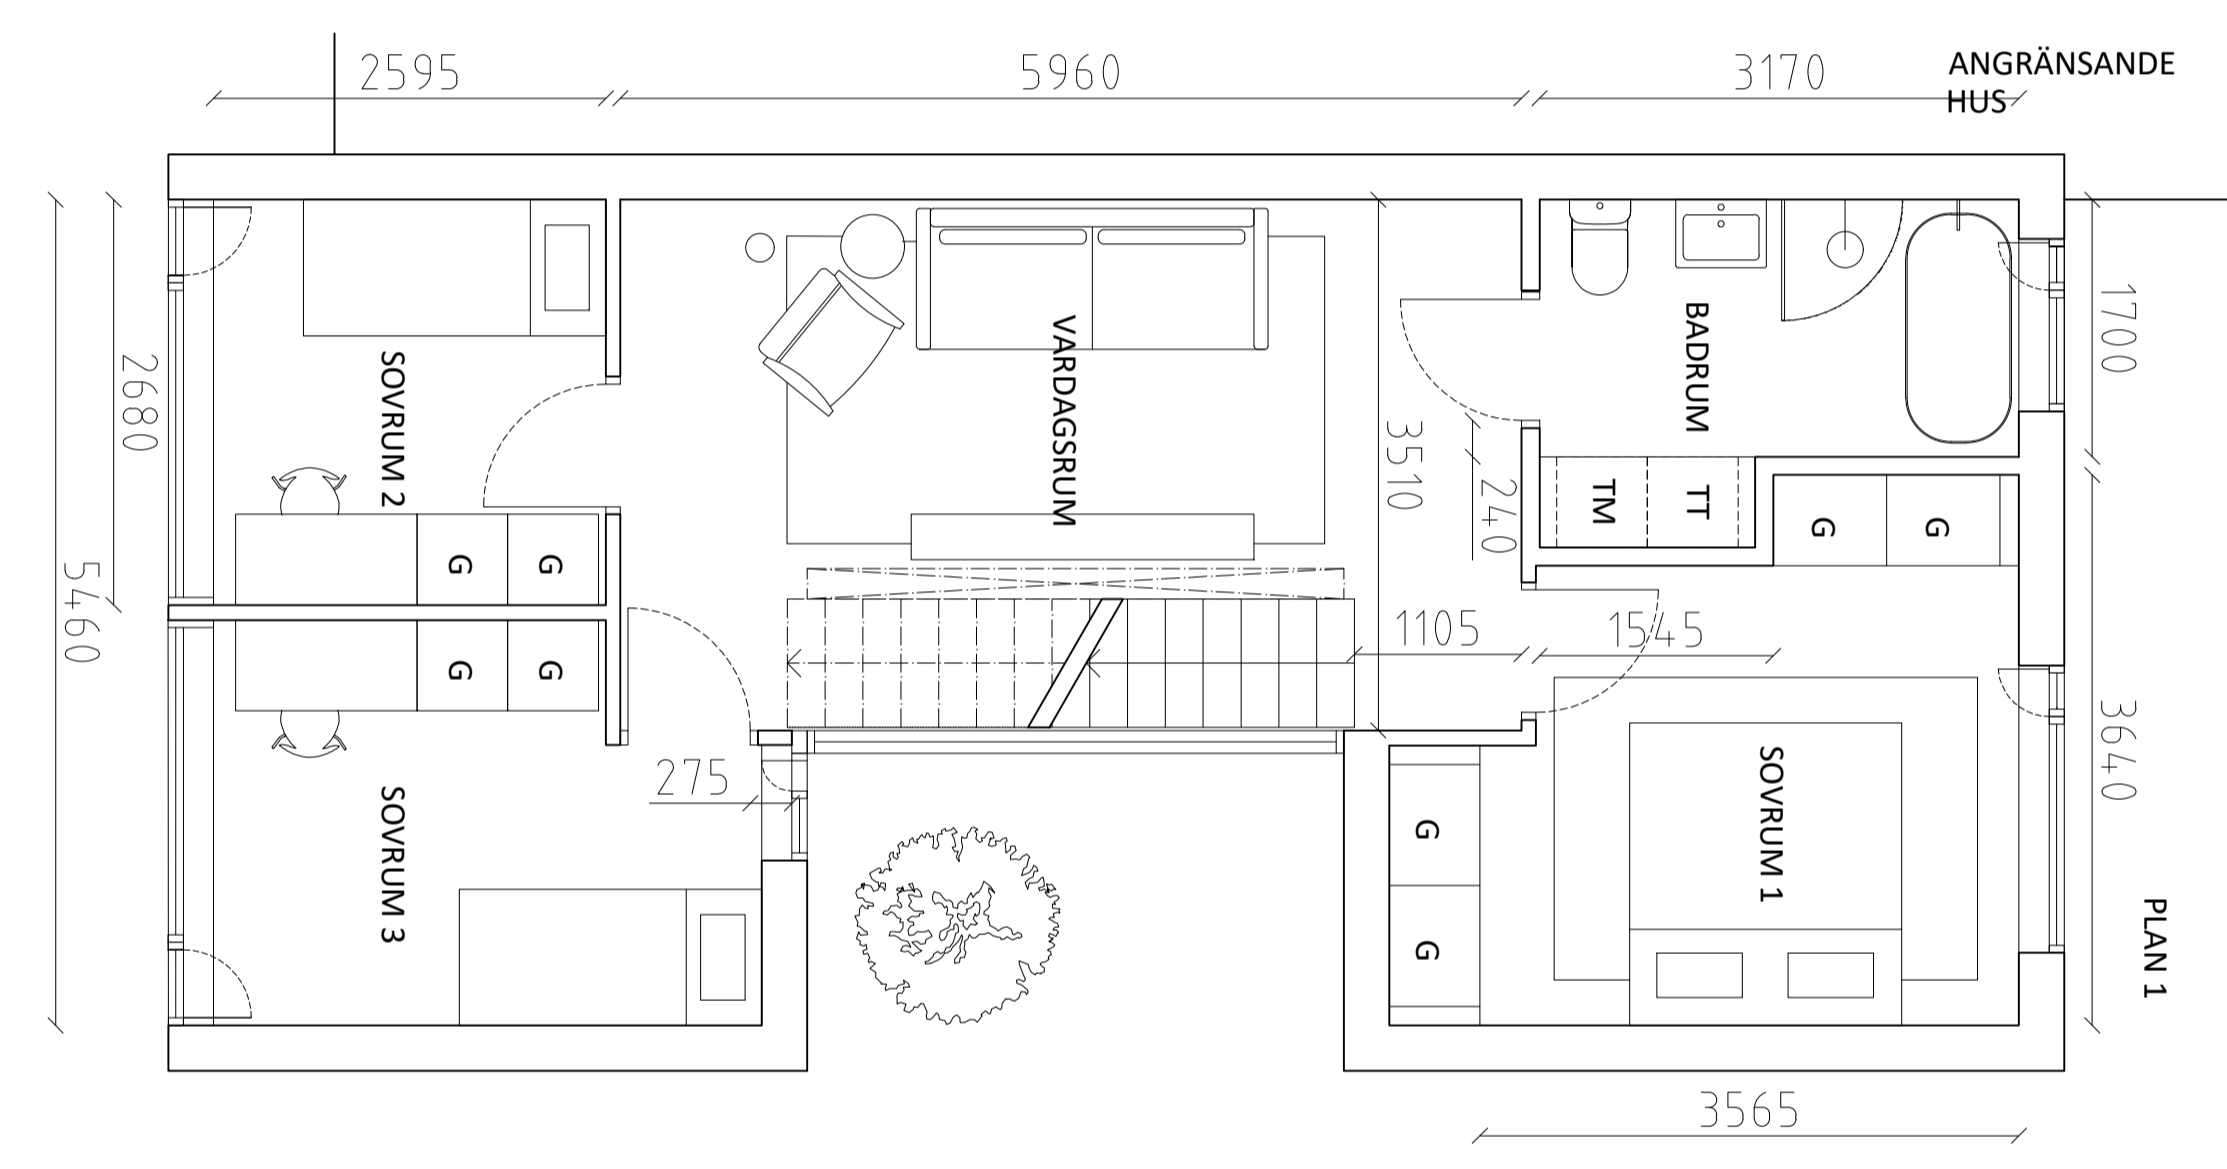 2595
5960
3170
ANGRÄNSANDE
HUS
SOVRUM 2
VARDAGSRUM
BADRUM
1700
2680
3510
240
TM
TT
G
G
G
G
5460
G
G
1105
1545
3640
275
SOVRUM 3
G
G
SOVRUM 1
PLAN 1
3565